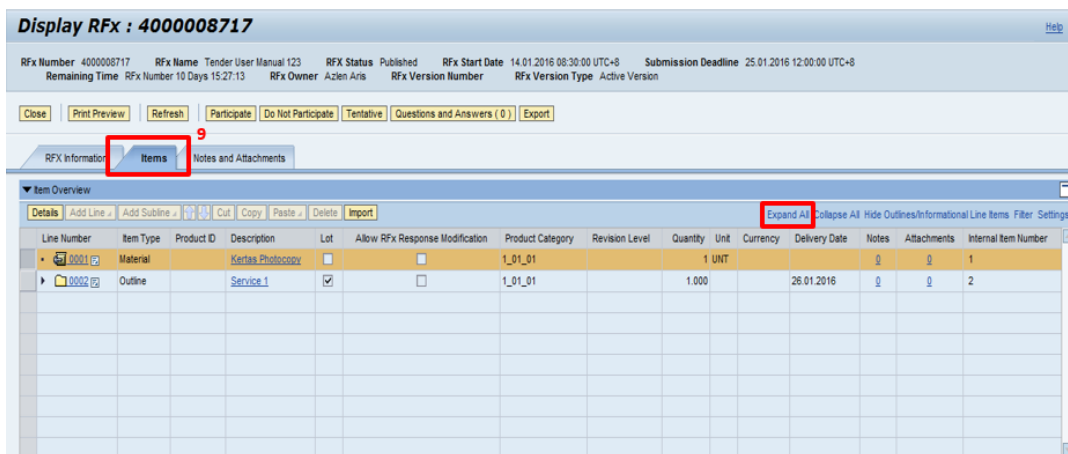 Display RFx : 4000008717
Help
RFx Number 4000008717 RFx Name Tender User Manual 123 RFX Status Published RFx Start Date 14.01.2016 08:30:00 UTC+8 Submission Deadline 25.01.2016 12:00:00 UTC+8
Remaining Time RFx Number 10 Days 15:27:13 RFx Owner Azlen Aris RFx Version Number RFx Version Type Active Version
Close Print Preview Refresh Participate Do Not Participate Tentative Questions and Answers ( 0 ) Export
9
RFX Information Items Notes and Attachments
Item Overview
Details Add Line Add Subline Cut Copy Paste Delete Import Expand All Collapse All Hide Outlines/Informational Line Items Filter Settings
Line Number Item Type Product ID Description Lot Allow RFx Response Modification Product Category Revision Level Quantity Unit Currency Delivery Date Notes Attachments Internal Item Number
0001 Material Kertas Photocopy 1_01_01 1 UNT 0 0 1
0002 Outline Service 1 1_01_01 1.000 26.01.2016 0 0 2